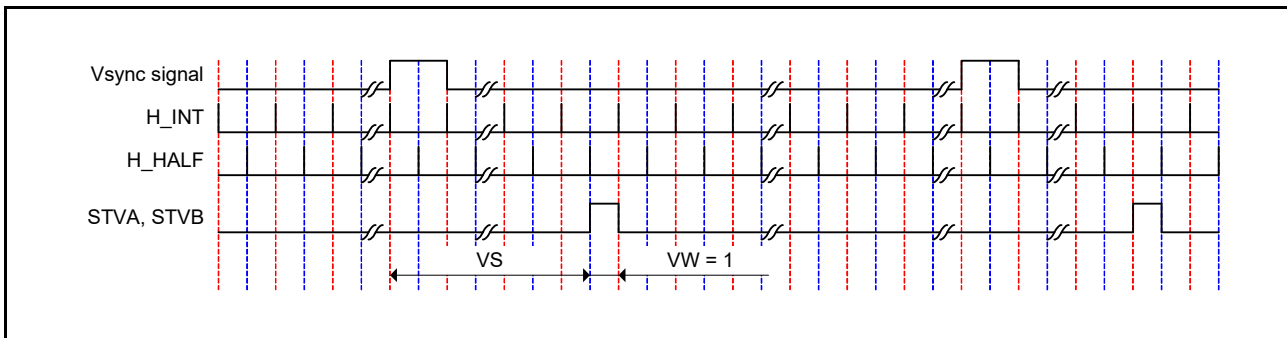 Vsync signal
H_INT
H_HALF
STVA, STVB
VS
VW = 1